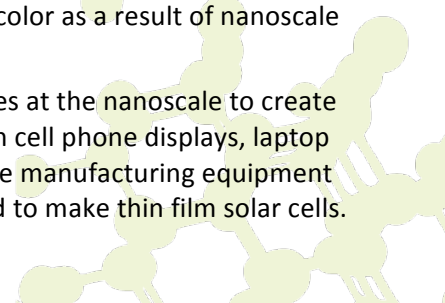 color as a result of nanoscale
es at the nanoscale to create
n cell phone displays, laptop
e manufacturing equipment
d to make thin film solar cells.